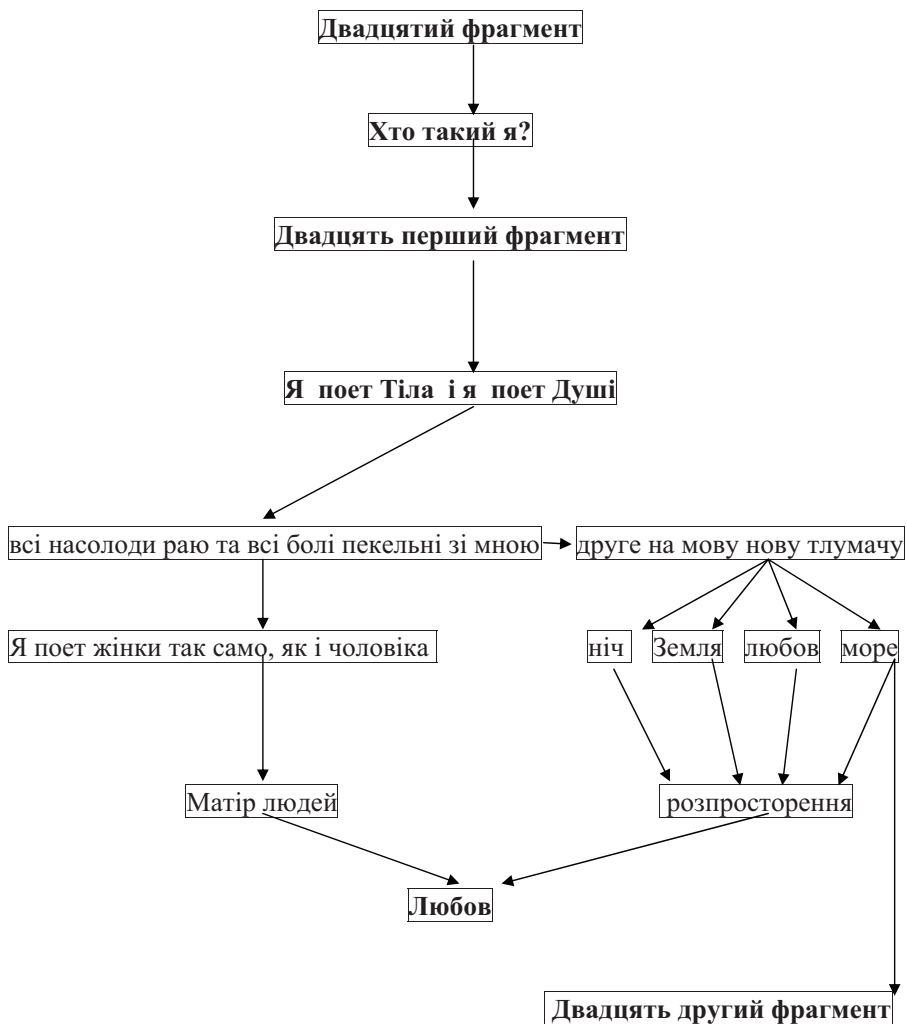 Двадцятий фрагмент
Хто такий я?
Двадцять перший фрагмент
Я поет Тіла і я поет Душі
всі насолоди раю та всі болі пекельні зі мною
друге на мову нову тлумачу
Я поет жінки так само, як і чоловіка
ніч
Земля
любов
море
Матір людей
розпросторення
Любов
Двадцять другий фрагмент